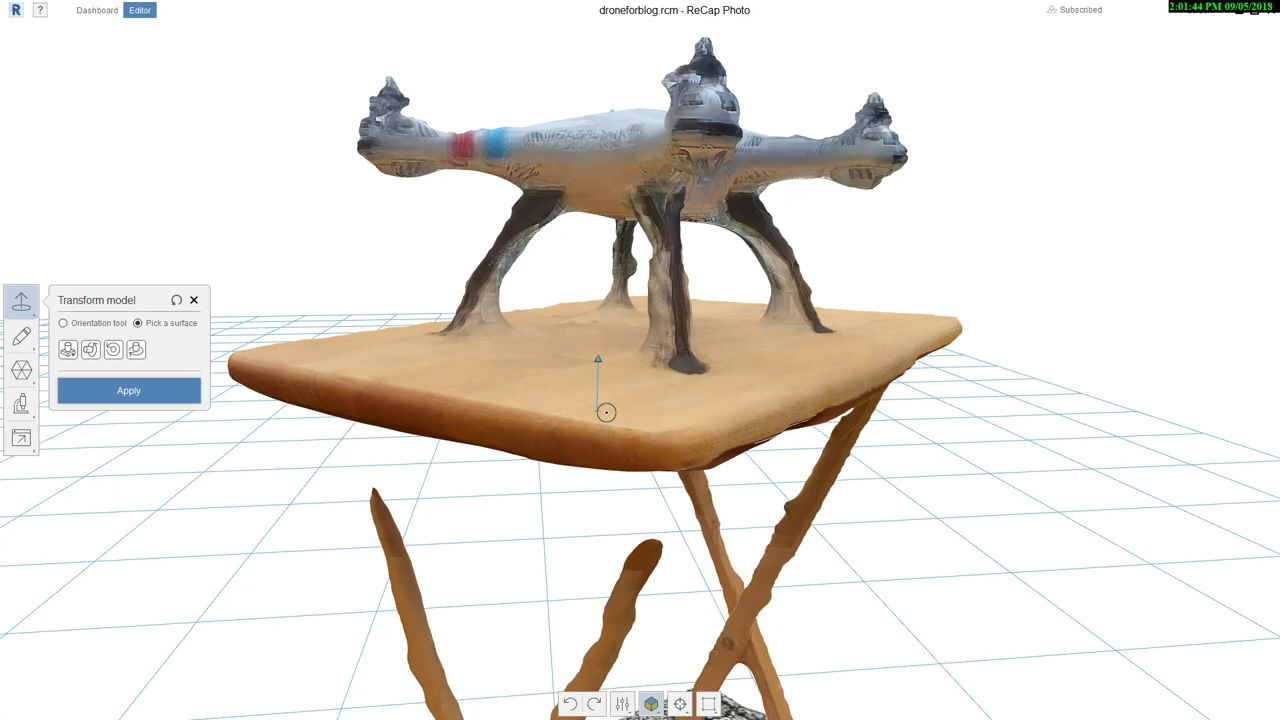 R ? Dashboard Editor droneforblog.rcm - ReCap Photo Subscribed 2:01:44 PM 09/05/2018
Transform model
Orientation tool Pick a surface
Apply